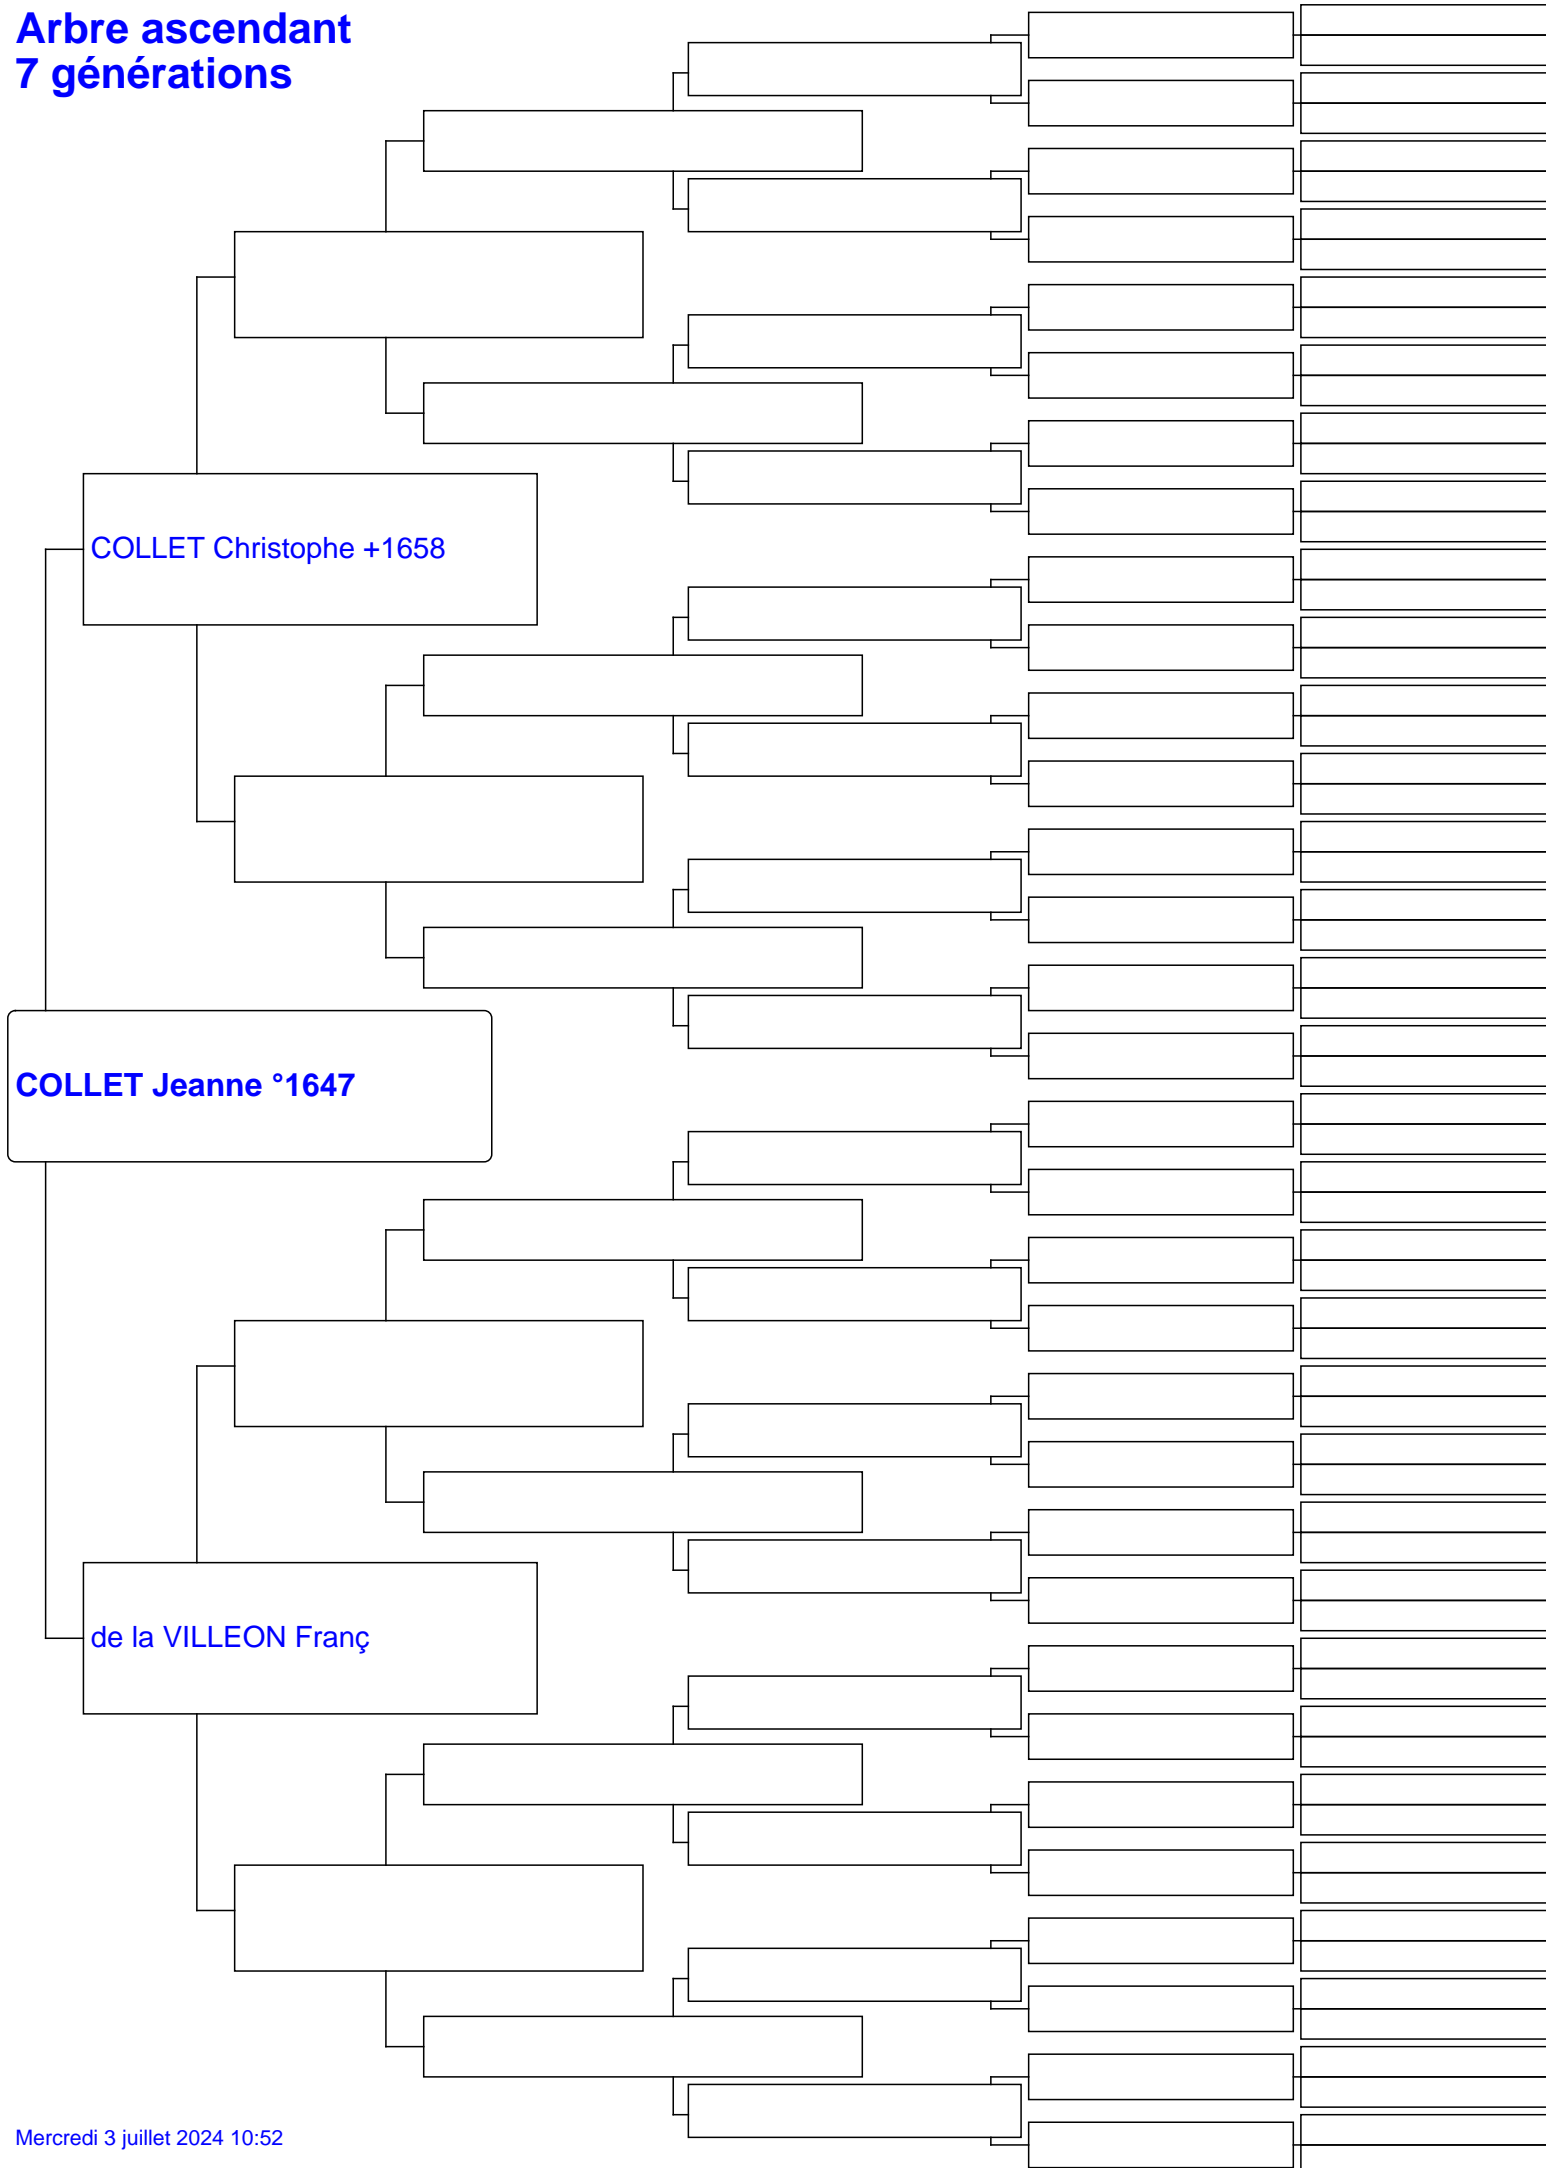 Arbre ascendant
7 générations
COLLET Christophe +1658
COLLET Jeanne °1647
de la VILLEON Franç
Mercredi 3 juillet 2024 10:52